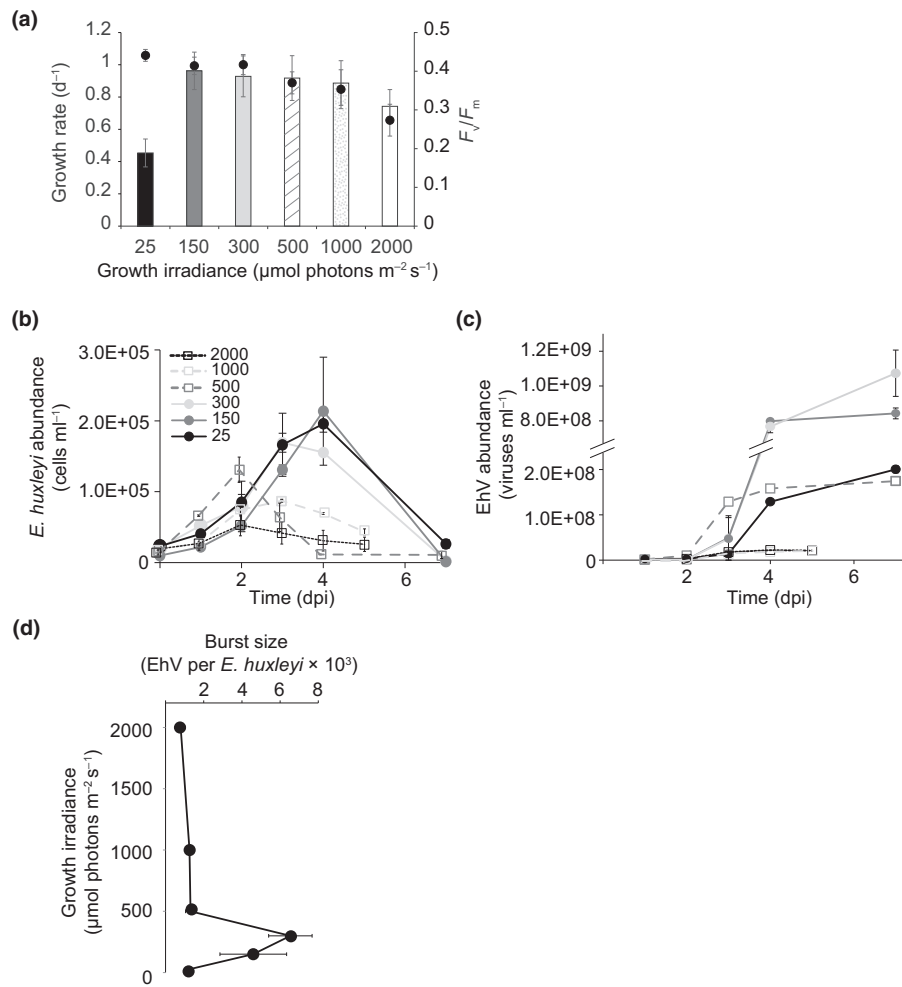 (a)
1.2
1
0.8
0.6
0.4
0.2
0
Growth rate (d⁻¹)
0.5
0.4
0.3
0.2
0.1
0
Fᵥ/Fₘ
25 150 300 500 1000 2000
Growth irradiance (µmol photons m⁻² s⁻¹)
(b)
3.0E+05
2.0E+05
1.0E+05
0
E. huxleyi abundance
(cells ml⁻¹)
2000
1000
500
300
150
25
2 4 6
Time (dpi)
(c)
1.2E+09
1.0E+09
8.0E+08
2.0E+08
1.0E+08
0
EhV abundance
(viruses ml⁻¹)
2 4 6
Time (dpi)
(d)
Burst size
(EhV per E. huxleyi × 10³)
2 4 6 8
2000
1500
1000
500
0
Growth irradiance
(µmol photons m⁻² s⁻¹)